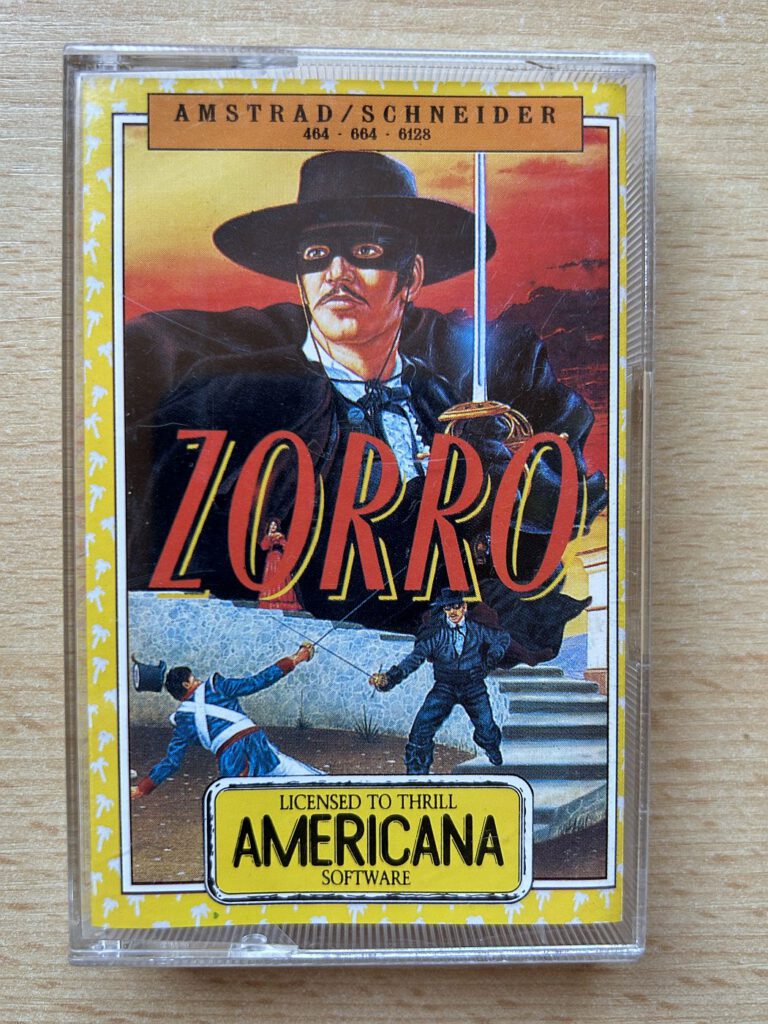 AMSTRAD/SCHNEIDER
464 - 664 - 6128
ZORRO
LICENSED TO THRILL
AMERICANA
SOFTWARE